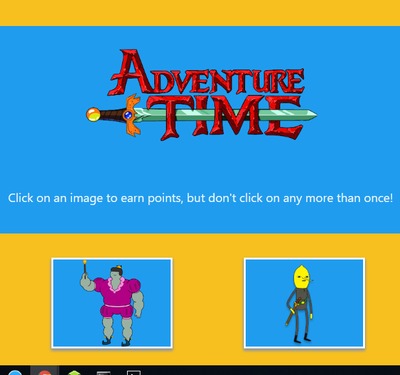 ADVENTURE
TIME
Click on an image to earn points, but don't click on any more than once!